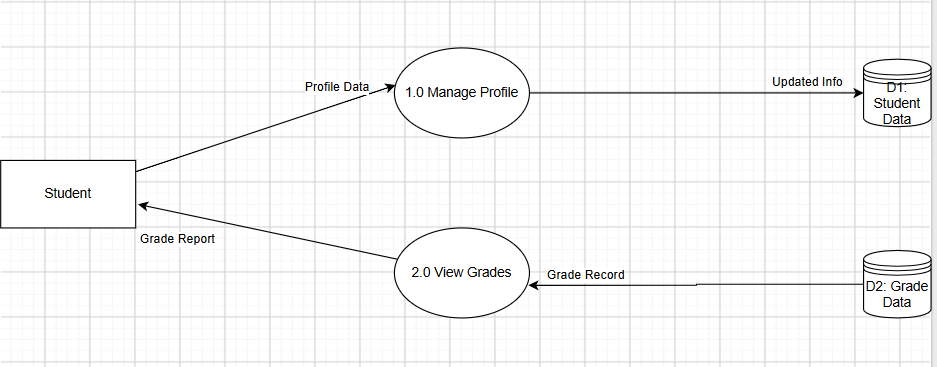 Profile Data
1.0 Manage Profile
Updated Info
D1:
Student
Data
Student
Grade Report
2.0 View Grades
Grade Record
D2: Grade
Data